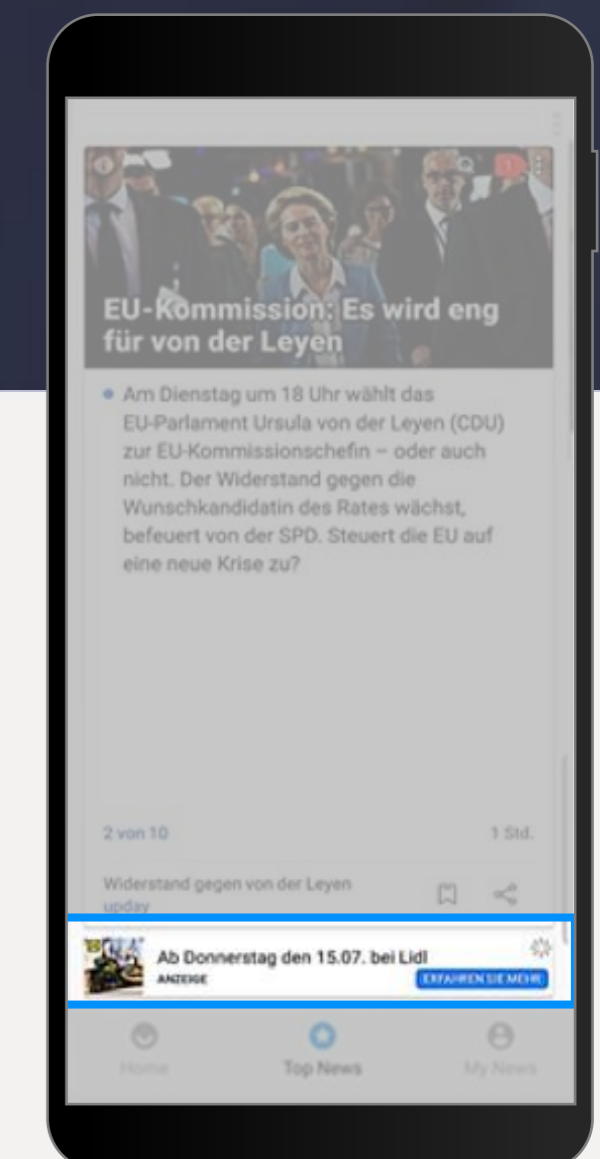 EU-Kommission: Es wird eng
für von der Leyen
Am Dienstag um 18 Uhr wählt das
EU-Parlament Ursula von der Leyen (CDU)
zur EU-Kommissionschefin – oder auch
nicht. Der Widerstand gegen die
Wunschkandidatin des Rates wächst,
befeuert von der SPD. Steuert die EU auf
eine neue Krise zu?
2 von 10 1 Std.
Widerstand gegen von der Leyen
upday
Ab Donnerstag den 15.07. bei Lidl
ANZEIGE ERFAHREN SIE MEHR
Home Top News My News